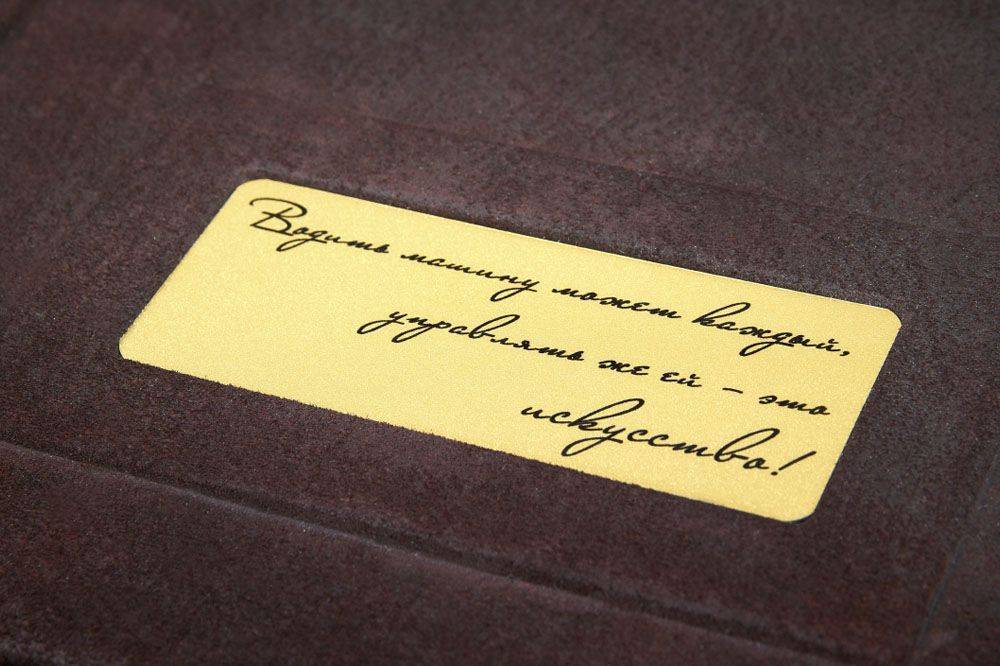 Водить машину может каждый,
управлять же ей – это
искусство!